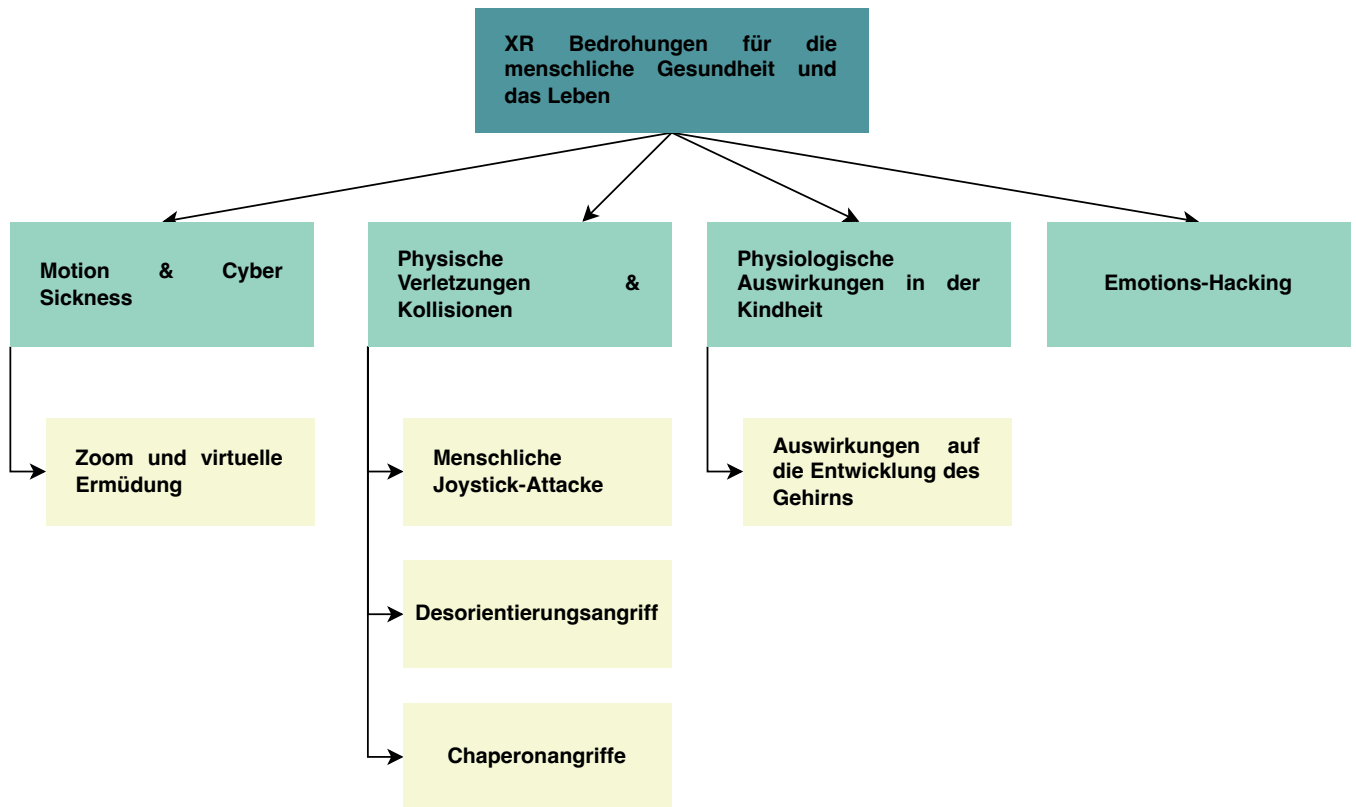 XR Bedrohungen für die
menschliche Gesundheit und
das Leben
Motion & Cyber
Sickness
Physische
Verletzungen &
Kollisionen
Physiologische
Auswirkungen in der
Kindheit
Emotions-Hacking
Zoom und virtuelle
Ermüdung
Menschliche
Joystick-Attacke
Auswirkungen auf
die Entwicklung des
Gehirns
Desorientierungsangriff
Chaperonangriffe